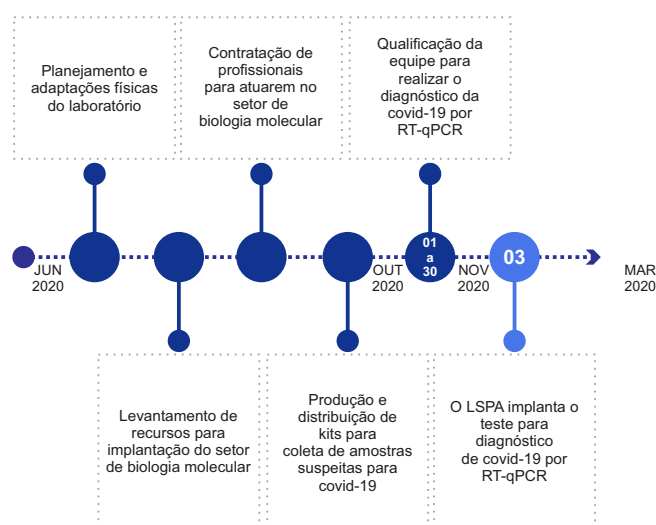 Planejamento e
adaptações físicas
do laboratório
Contratação de
profissionais
para atuarem no
setor de
biologia molecular
Qualificação da
equipe para
realizar o
diagnóstico da
covid-19 por
RT-qPCR
JUN
2020
OUT
2020
01
a
30
NOV
2020
03
MAR
2020
Levantamento de
recursos para
implantação do setor
de biologia molecular
Produção e
distribuição de
kits para
coleta de amostras
suspeitas para
covid-19
O LSPA implanta o
teste para
diagnóstico
de covid-19 por
RT-qPCR